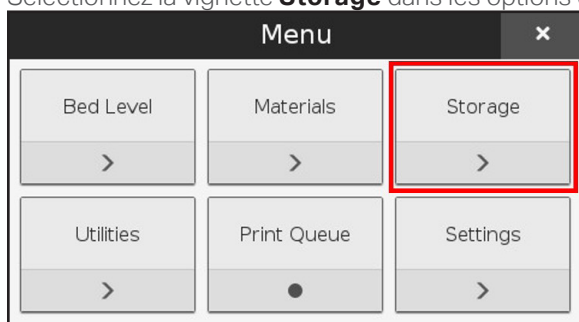 Sélectionnez la vignette Storage dans les options
Menu ×
Bed Level Materials Storage
> > >
Utilities Print Queue Settings
> ● >